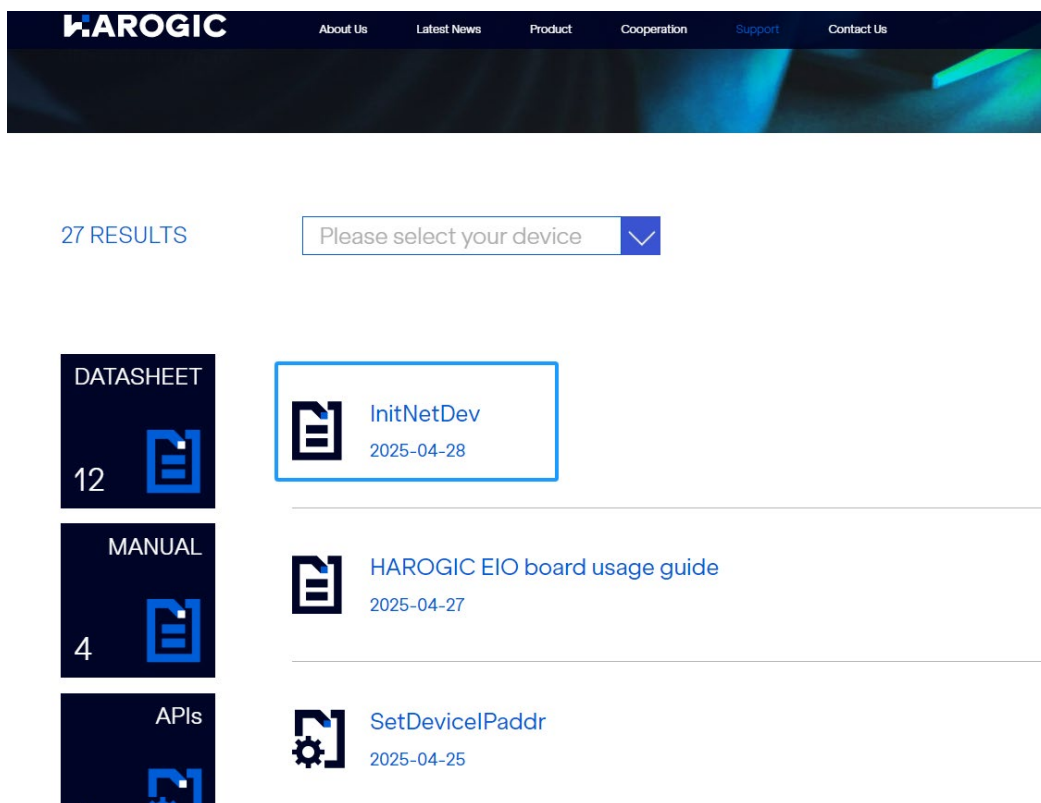 HAROGIC
About Us Latest News Product Cooperation Support Contact Us
27 RESULTS
Please select your device
DATASHEET
12
InitNetDev
2025-04-28
MANUAL
4
HAROGIC EIO board usage guide
2025-04-27
APIs
SetDeviceIPaddr
2025-04-25